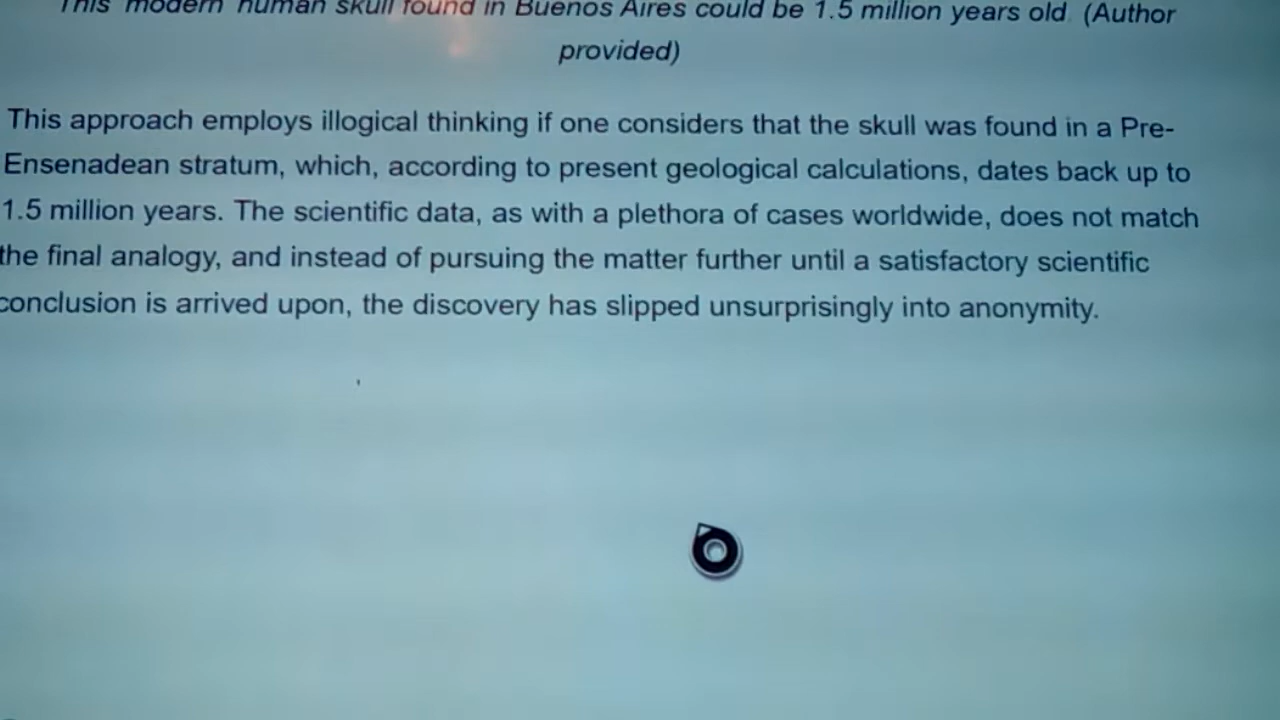 This 'modern' human skull found in Buenos Aires could be 1.5 million years old (Author
provided)
This approach employs illogical thinking if one considers that the skull was found in a Pre-
Ensenadean stratum, which, according to present geological calculations, dates back up to
1.5 million years. The scientific data, as with a plethora of cases worldwide, does not match
the final analogy, and instead of pursuing the matter further until a satisfactory scientific
conclusion is arrived upon, the discovery has slipped unsurprisingly into anonymity.